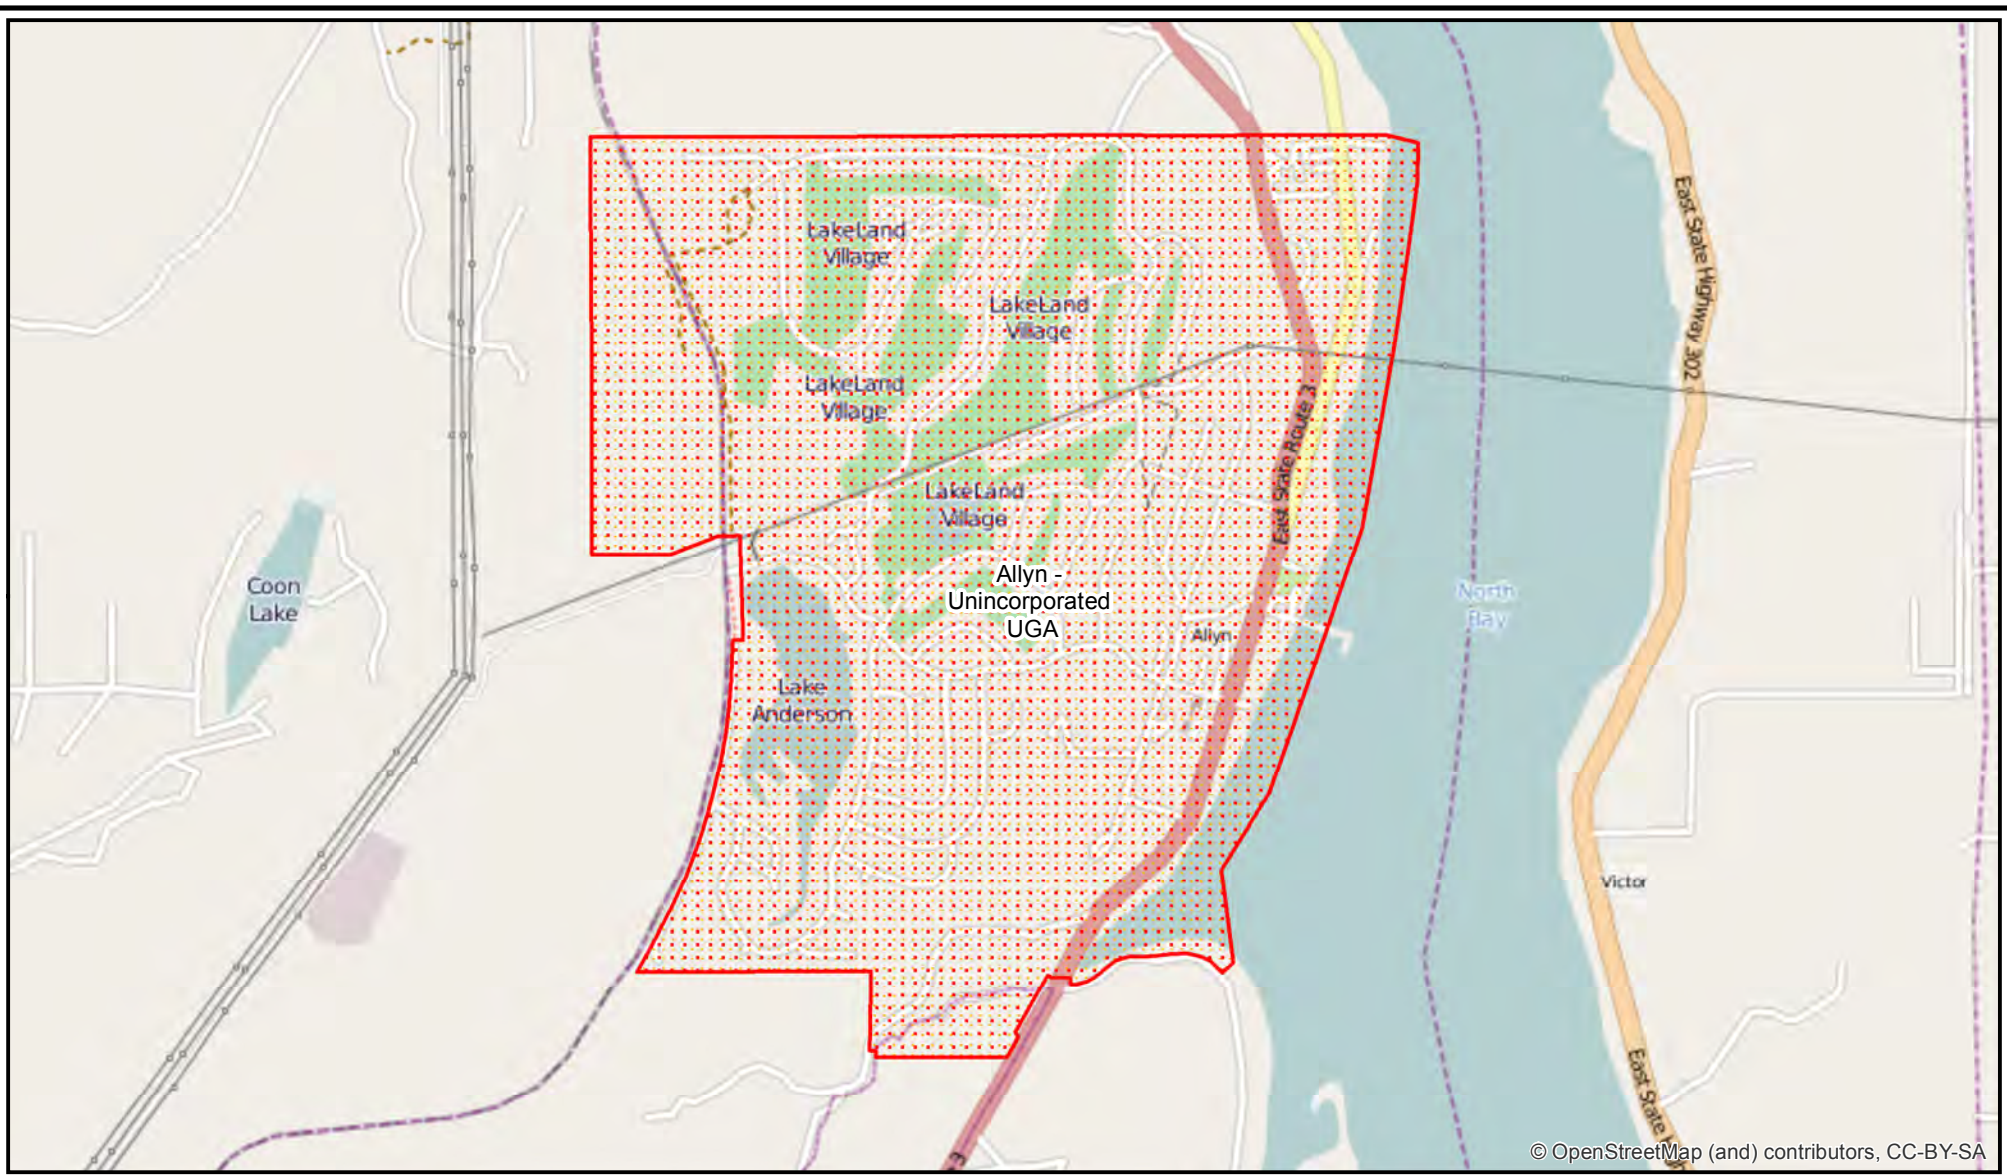 LakeLand
Village
LakeLand
Village
East State Highway 302
LakeLand
Village
East State Route 3
LakeLand
Village
Coon
Lake
Allyn -
Unincorporated
UGA
North
Bay
Allyn
Lake
Anderson
Victor
East State H
© OpenStreetMap (and) contributors, CC-BY-SA